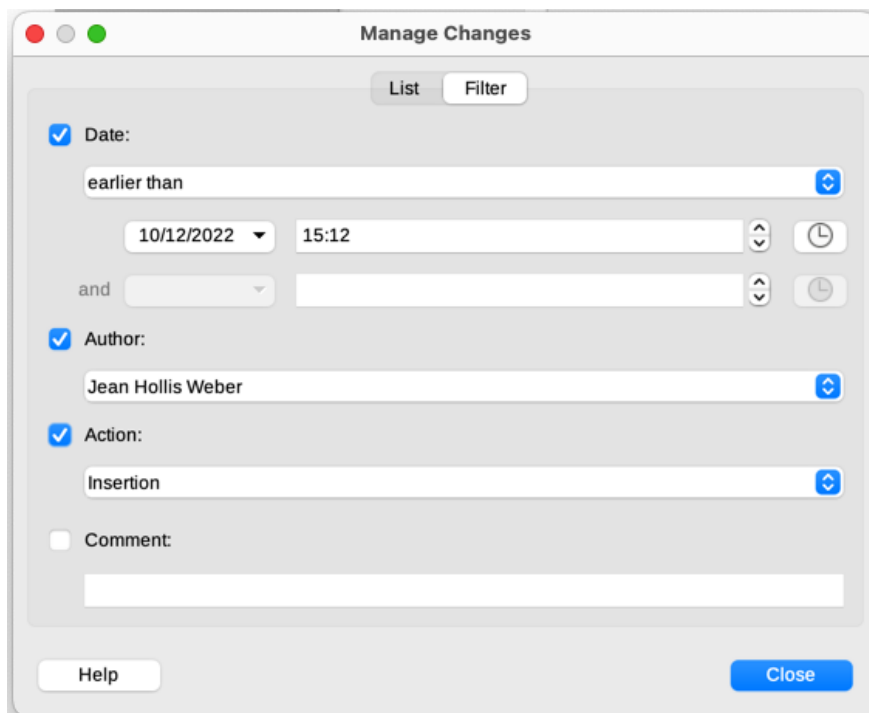 Manage Changes
List Filter
Date:
earlier than
10/12/2022 15:12
and
Author:
Jean Hollis Weber
Action:
Insertion
Comment:
Help Close